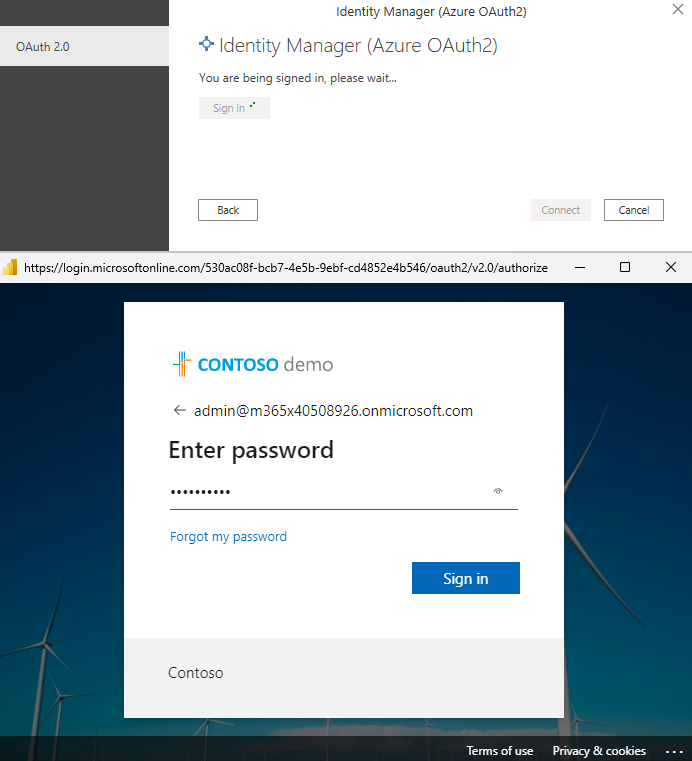 Identity Manager (Azure OAuth2)
OAuth 2.0
Identity Manager (Azure OAuth2)
You are being signed in, please wait...
Sign in
Back
Connect
Cancel
https://login.microsoftonline.com/530ac08f-bcb7-4e5b-9ebf-cd4852e4b546/oauth2/v2.0/authorize
CONTOSO demo
admin@m365x40508926.onmicrosoft.com
Enter password
••••••••••
Forgot my password
Sign in
Contoso
Terms of use
Privacy & cookies
...